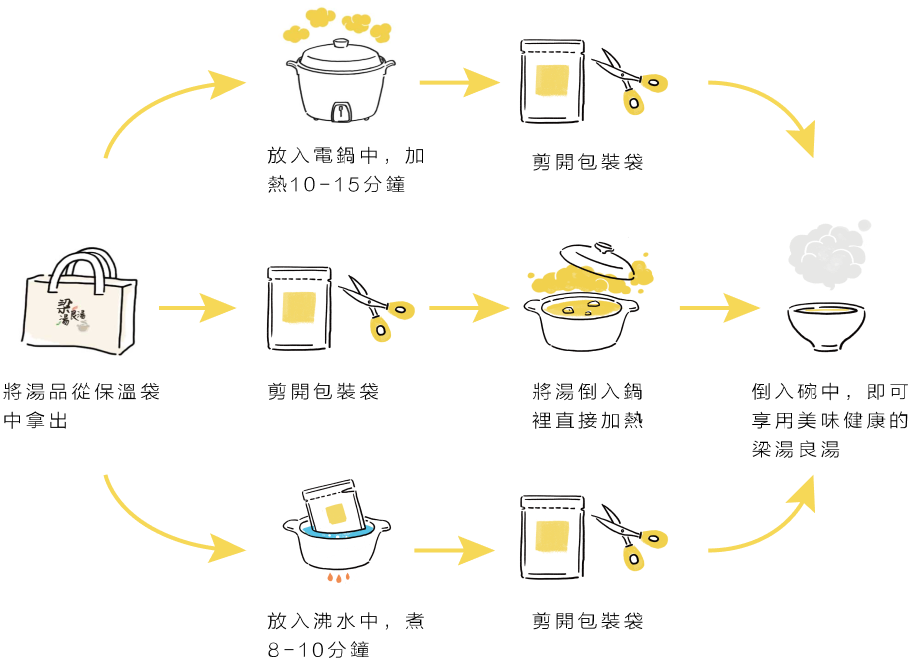 放入電鍋中，加
熱10-15分鐘
剪開包裝袋
梁
湯
良湯
將湯品從保溫袋
中拿出
剪開包裝袋
將湯倒入鍋
裡直接加熱
倒入碗中，即可
享用美味健康的
梁湯良湯
放入沸水中，煮
8-10分鐘
剪開包裝袋